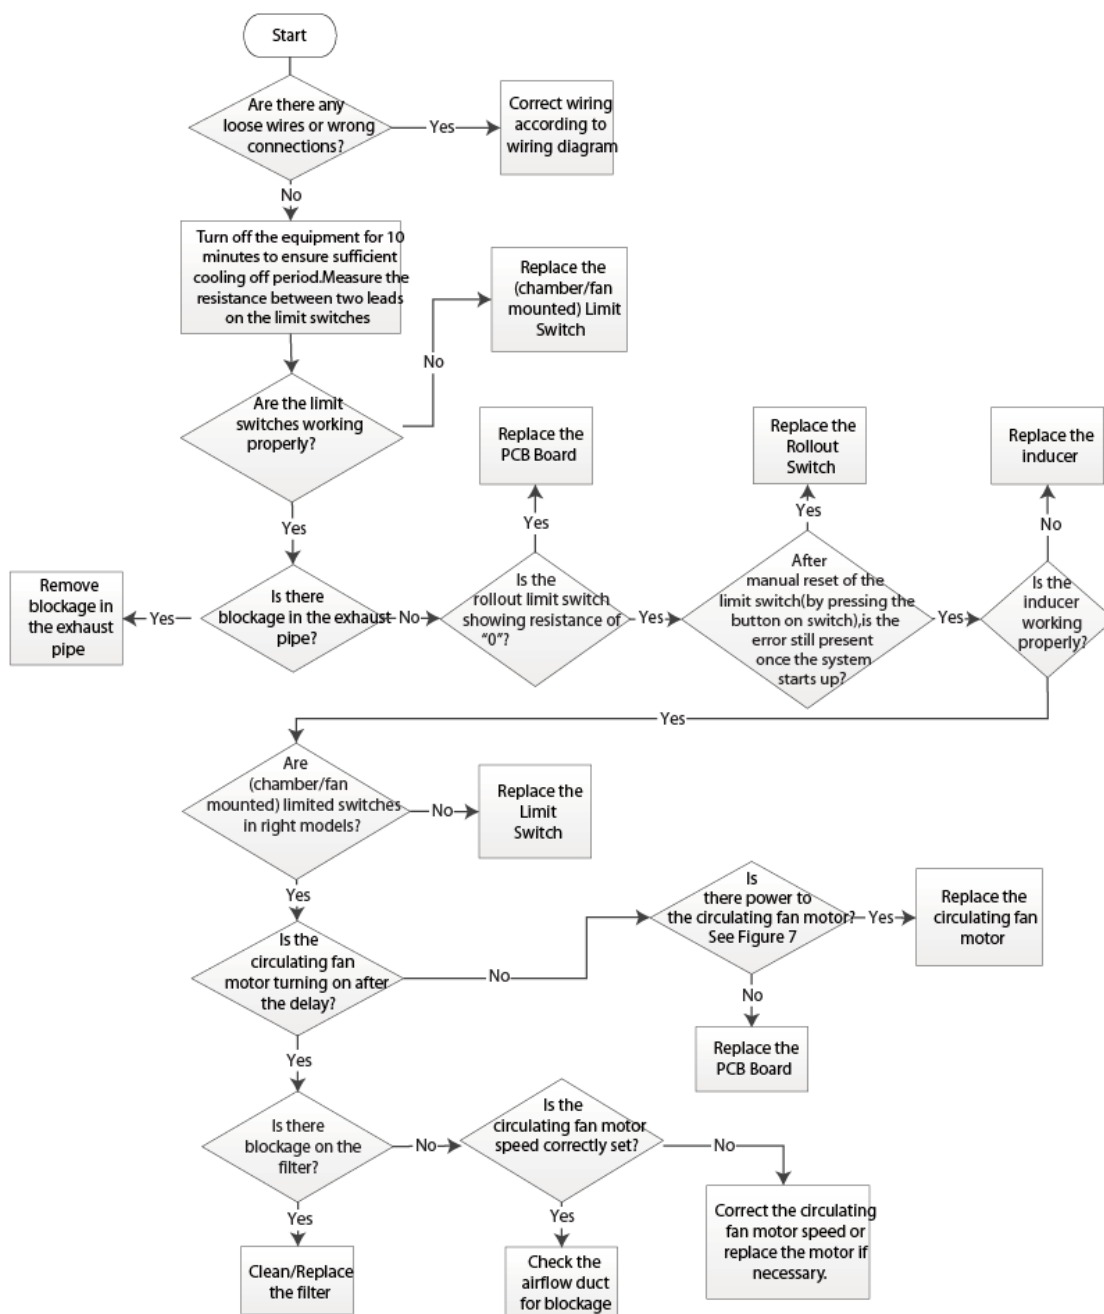 Start
Are there any
loose wires or wrong
connections?
Yes
Correct wiring
according to
wiring diagram
No
Turn off the equipment for 10
minutes to ensure sufficient
cooling off period.Measure the
resistance between two leads
on the limit switches
Replace the
(chamber/fan
mounted) Limit
Switch
No
Are the limit
switches working
properly?
Replace the
PCB Board
Replace the
Rollout
Switch
Replace the
inducer
Yes
Yes
Yes
No
Remove
blockage in
the exhaust
pipe
Yes
Is there
blockage in the exhaust
pipe?
No
Is the
rollout limit switch
showing resistance of
“0”?
Yes
After
manual reset of the
limit switch(by pressing the
button on switch),is the
error still present
once the system
starts up?
Yes
Is the
inducer
working
properly?
Yes
Are
(chamber/fan
mounted) limited switches
in right models?
No
Replace the
Limit
Switch
Yes
Is the
circulating fan
motor turning on after
the delay?
No
Is
there power to
the circulating fan motor?
See Figure 7
Yes
Replace the
circulating fan
motor
No
Replace the
PCB Board
Yes
Is there
blockage on the
filter?
No
Is the
circulating fan motor
speed correctly set?
No
Correct the circulating
fan motor speed or
replace the motor if
necessary.
Yes
Clean/Replace
the filter
Yes
Check the
airflow duct
for blockage